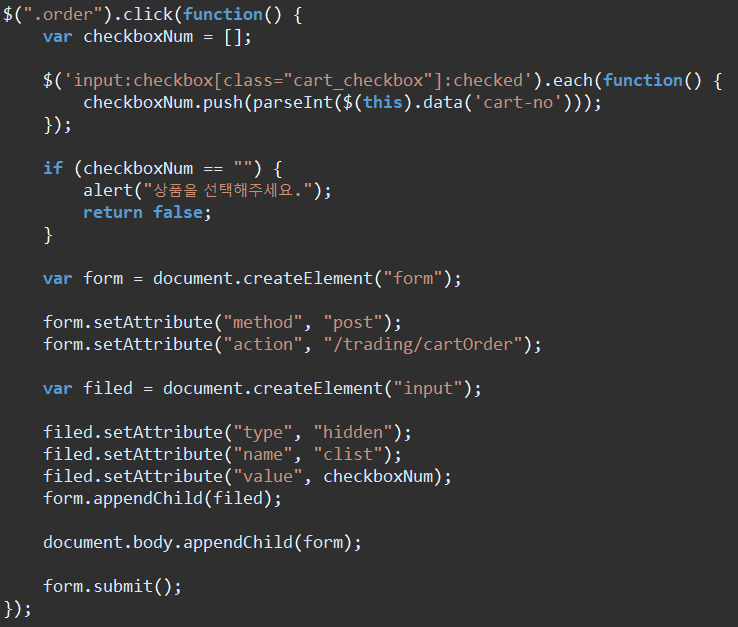 $(".order").click(function() {
    var checkboxNum = [];

    $('input:checkbox[class="cart_checkbox"]:checked').each(function() {
        checkboxNum.push(parseInt($(this).data('cart-no')));
    });

    if (checkboxNum == "") {
        alert("상품을 선택해주세요.");
        return false;
    }

    var form = document.createElement("form");

    form.setAttribute("method", "post");
    form.setAttribute("action", "/trading/cartOrder");

    var filed = document.createElement("input");

    filed.setAttribute("type", "hidden");
    filed.setAttribute("name", "clist");
    filed.setAttribute("value", checkboxNum);
    form.appendChild(filed);

    document.body.appendChild(form);

    form.submit();
});